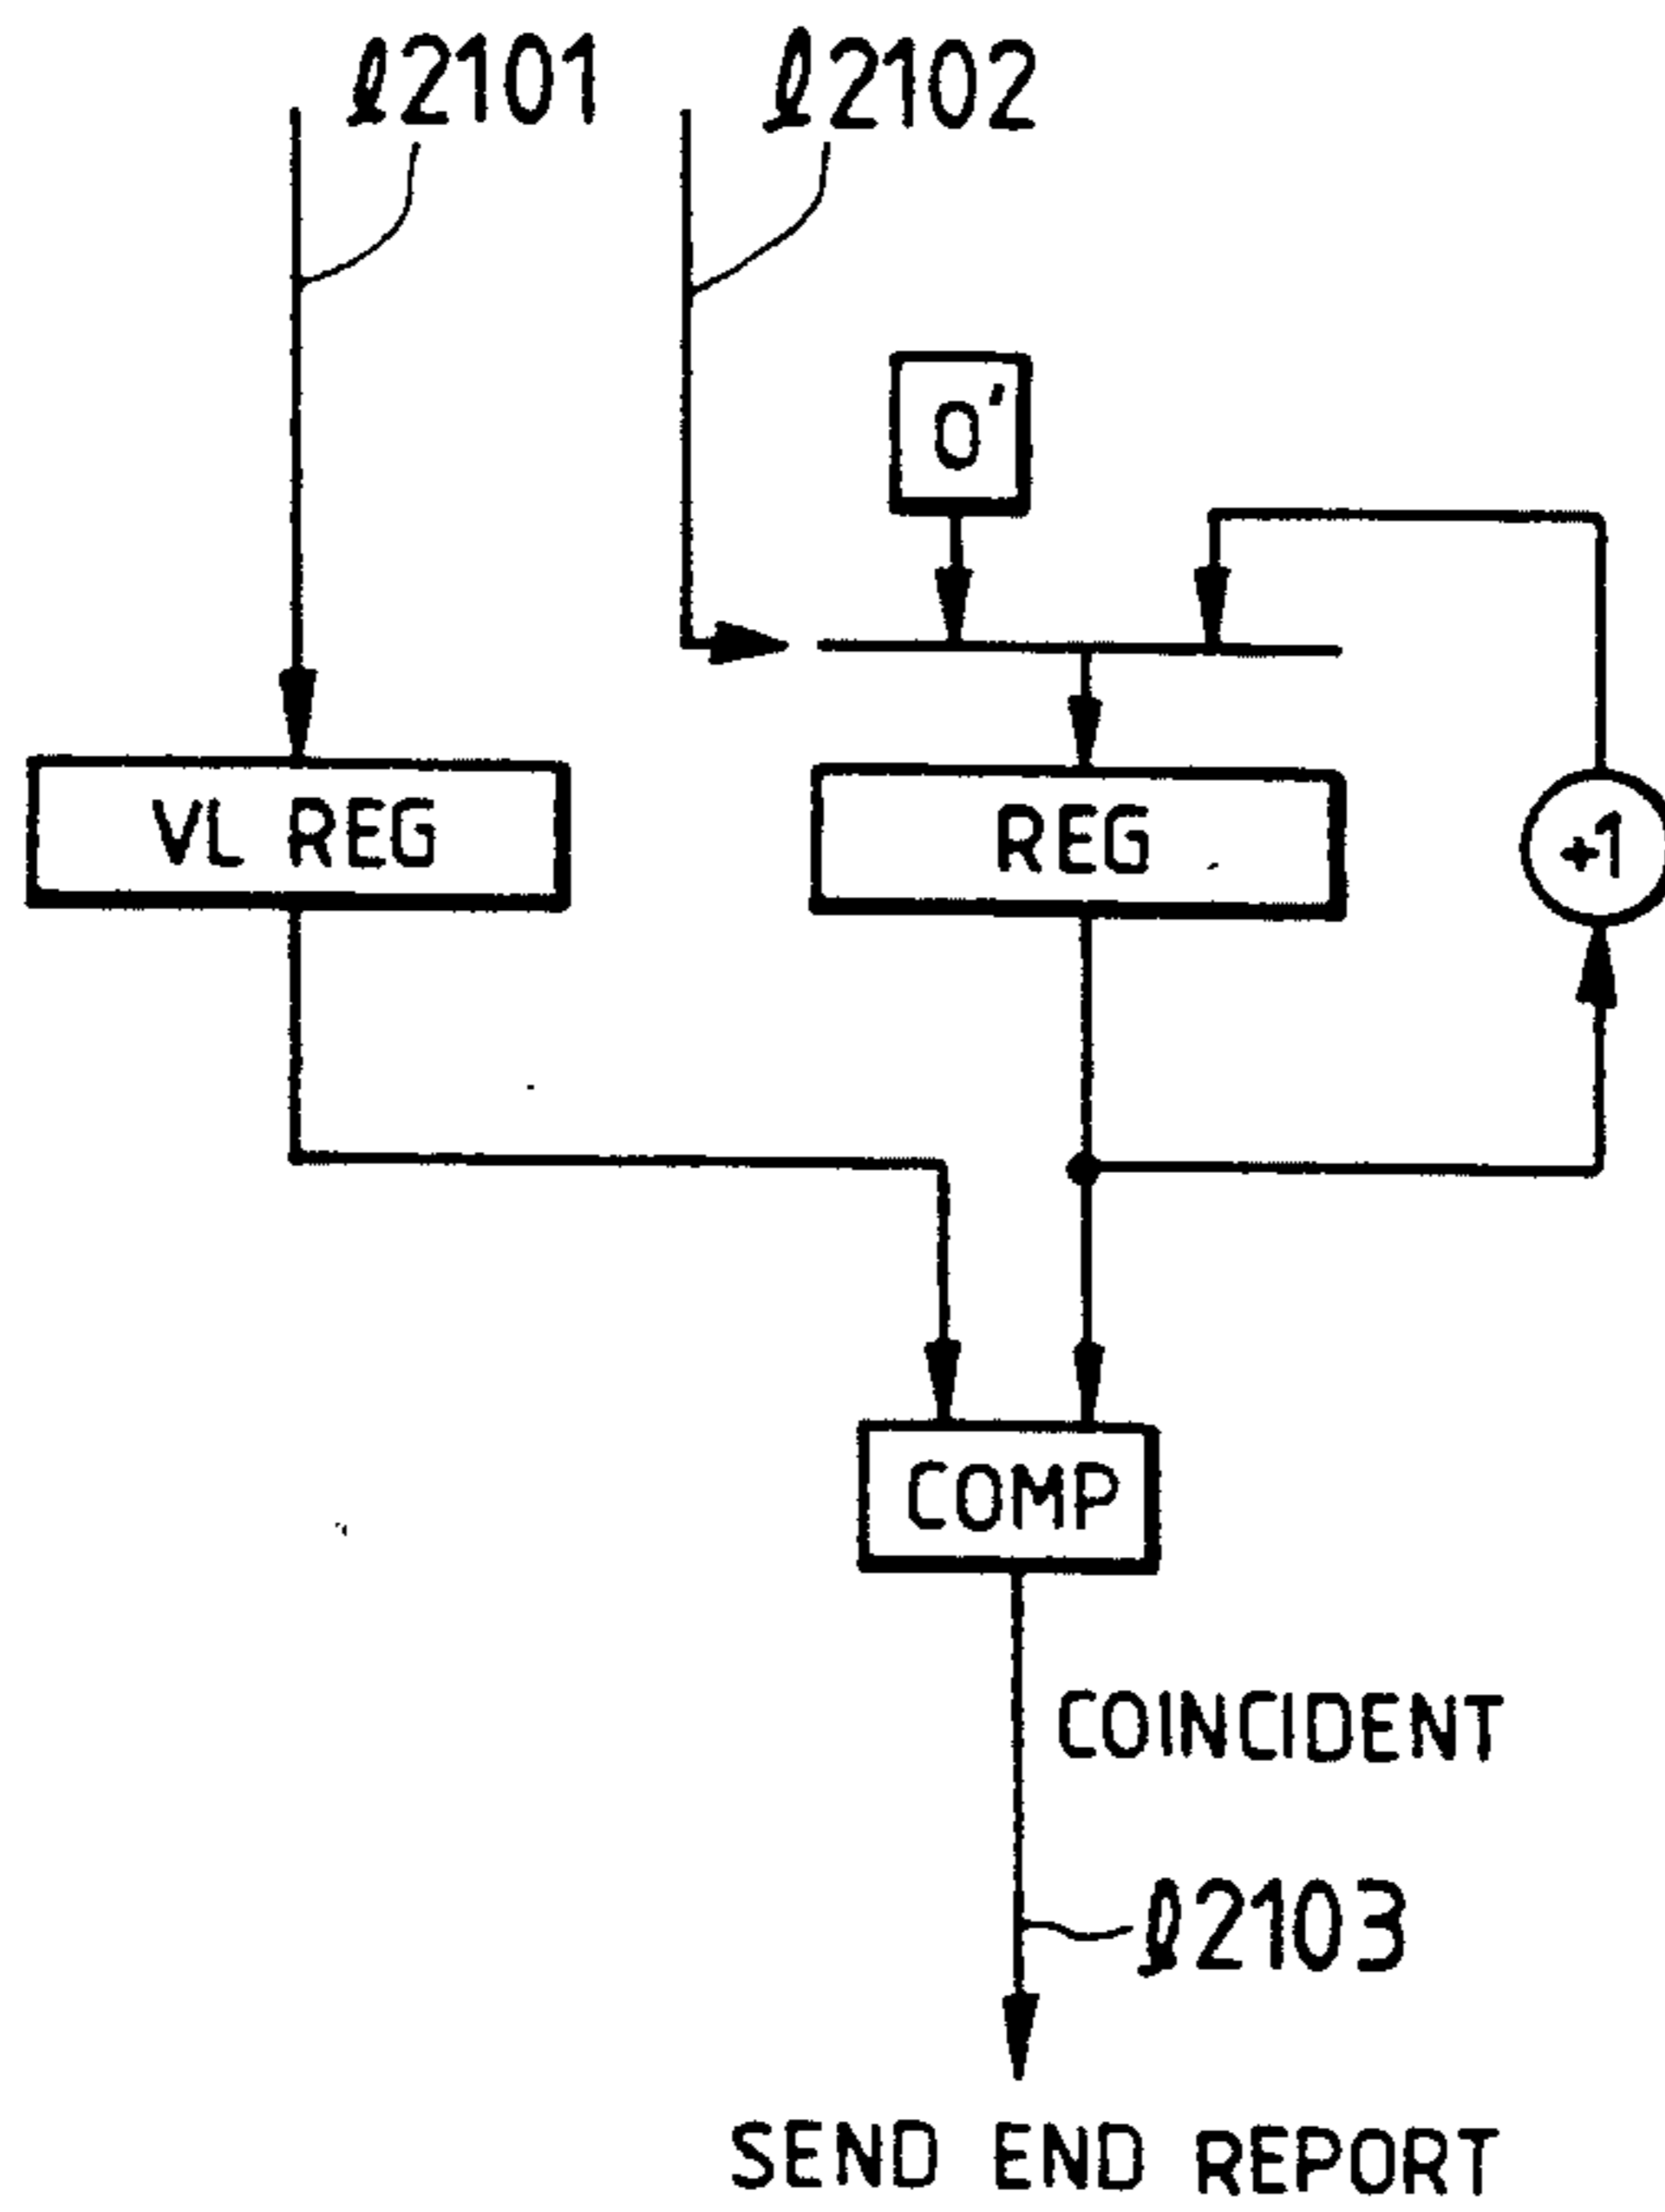 ℓ2101
ℓ2102
0'
VL REG
REG
+1
COMP
COINCIDENT
ℓ2103
SEND END REPORT